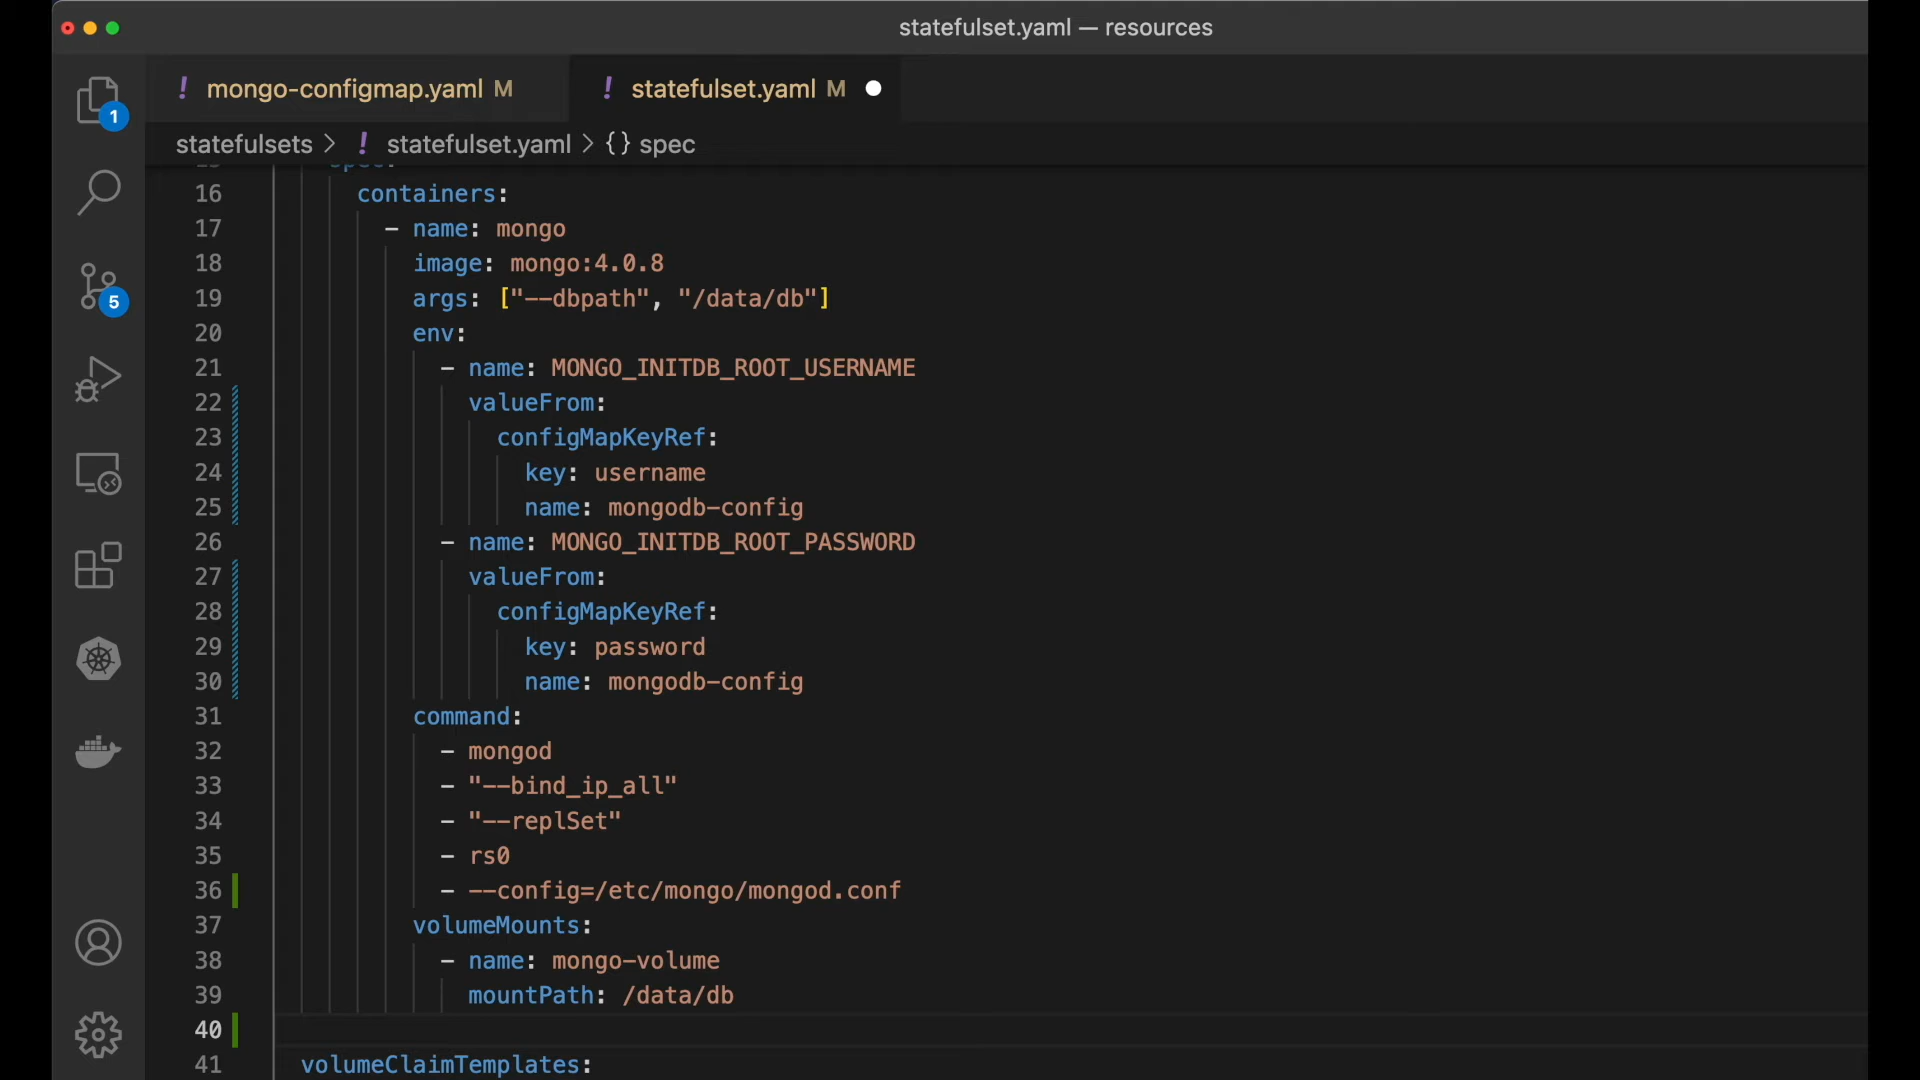 statefulset.yaml — resources
! mongo-configmap.yaml M
! statefulset.yaml M
1
statefulsets > ! statefulset.yaml > {} spec
16 containers:
17 - name: mongo
18 image: mongo:4.0.8
19 args: ["--dbpath", "/data/db"]
20 env:
21 - name: MONGO_INITDB_ROOT_USERNAME
22 valueFrom:
23 configMapKeyRef:
24 key: username
25 name: mongodb-config
26 - name: MONGO_INITDB_ROOT_PASSWORD
27 valueFrom:
28 configMapKeyRef:
29 key: password
30 name: mongodb-config
31 command:
32 - mongod
33 - "--bind_ip_all"
34 - "--replSet"
35 - rs0
36 - --config=/etc/mongo/mongod.conf
37 volumeMounts:
38 - name: mongo-volume
39 mountPath: /data/db
40
41 volumeClaimTemplates:
5